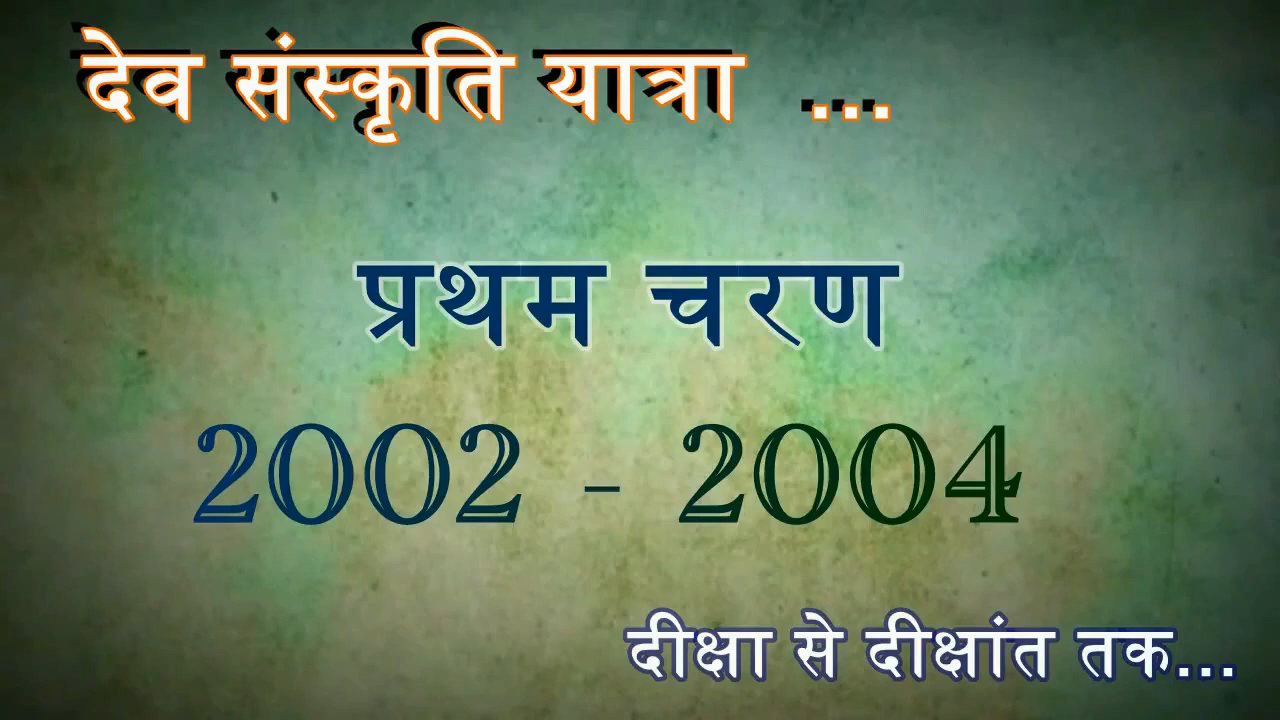 देव संस्कृति यात्रा ...
प्रथम चरण
2002 - 2004
दीक्षा से दीक्षांत तक...